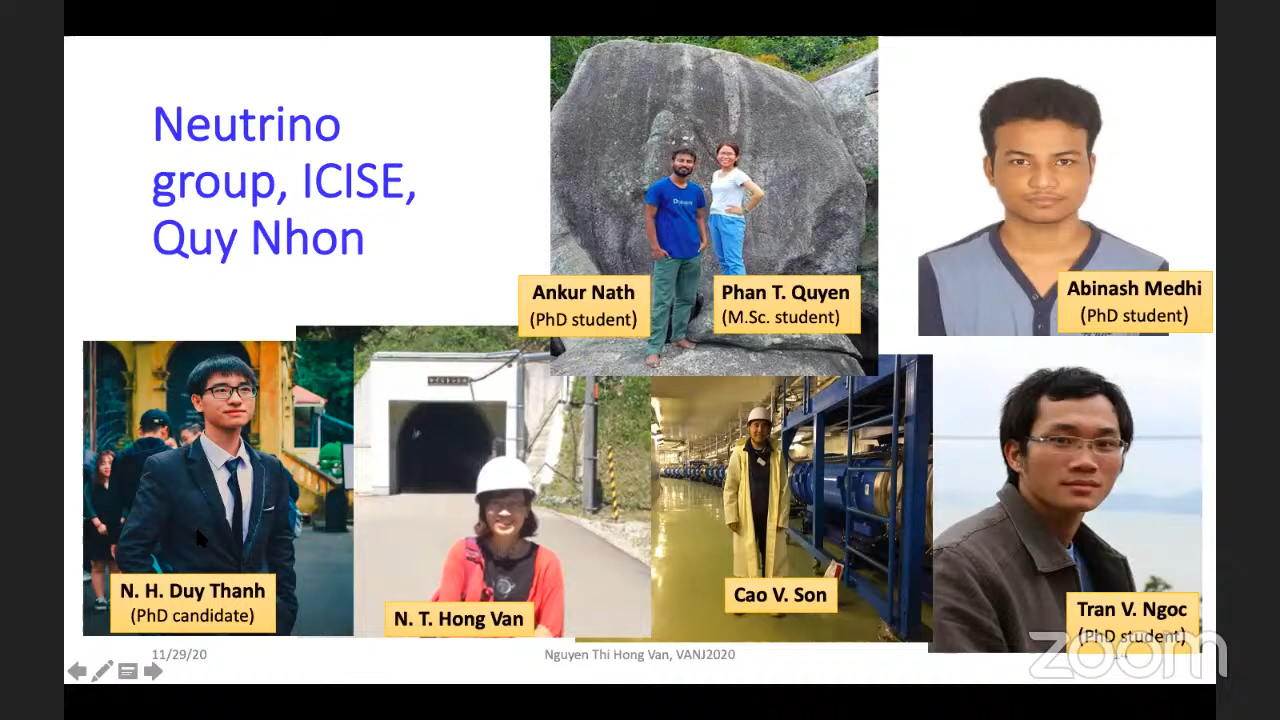 Neutrino
group, ICISE,
Quy Nhon
Ankur Nath
(PhD student)
Phan T. Quyen
(M.Sc. student)
Abinash Medhi
(PhD student)
N. H. Duy Thanh
(PhD candidate)
N. T. Hong Van
Cao V. Son
Tran V. Ngoc
(PhD student)
11/29/20
Nguyen Thi Hong Van, VANJ2020
zoom